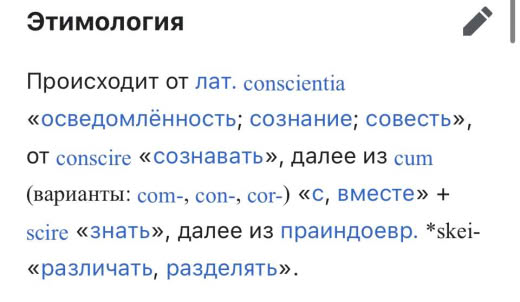 Этимология
Происходит от лат. conscientia
«осведомлённость; сознание; совесть»,
от conscire «сознавать», далее из cum
(варианты: com-, con-, cor-) «с, вместе» +
scire «знать», далее из праиндоевр. *skei-
«различать, разделять».